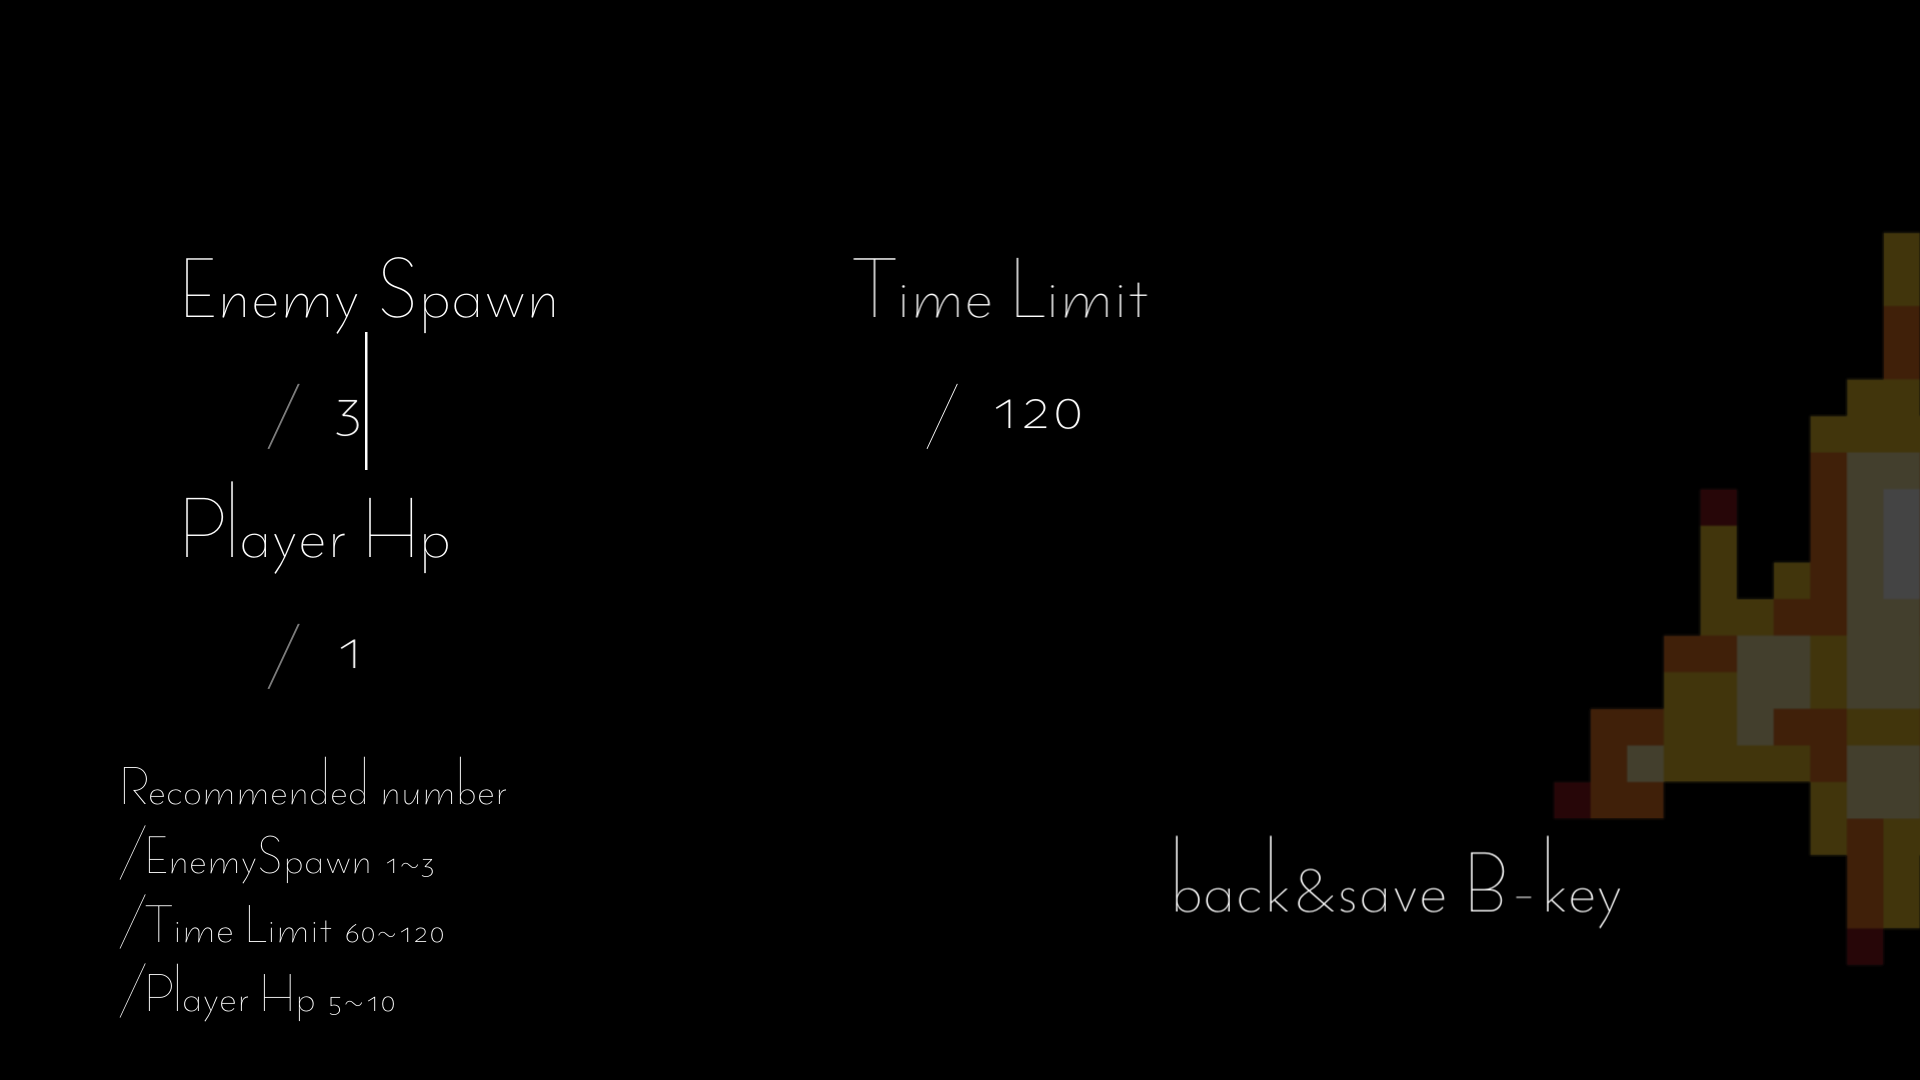 Enemy Spawn
/ 3
Time Limit
/ 120
Player Hp
/ 1
Recommended number
/EnemySpawn 1~3
/Time Limit 60~120
/Player Hp 5~10
back&save B-key